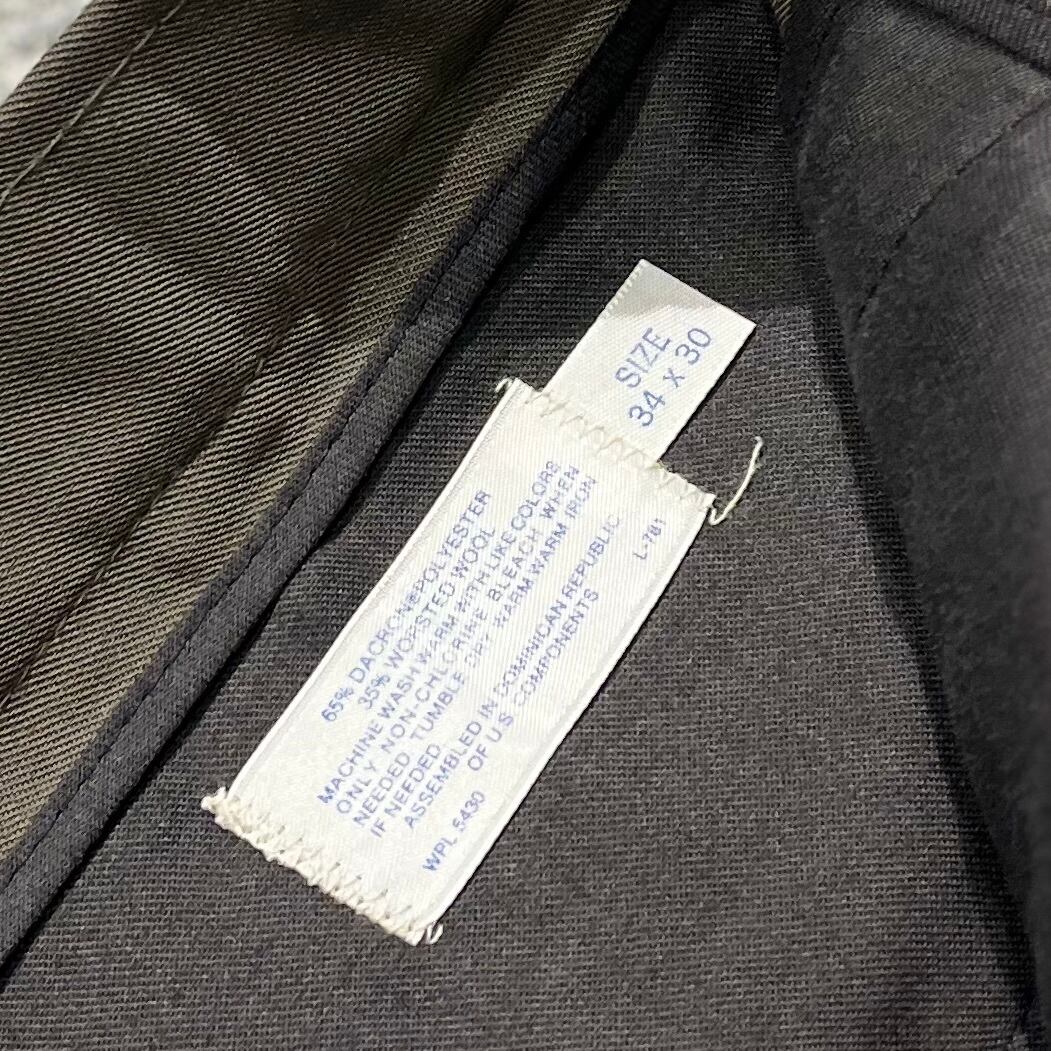 SIZE
34 x 30
65% DACRON®POLYESTER
35% WORSTED WOOL
MACHINE WASH WARM WITH LIKE COLORS
ONLY NON-CHLORINE BLEACH WHEN
NEEDED TUMBLE DRY WARM WARM IRON
IF NEEDED
ASSEMBLED IN DOMINICAN REPUBLIC
OF U.S. COMPONENTS
WPL 5430 L-781